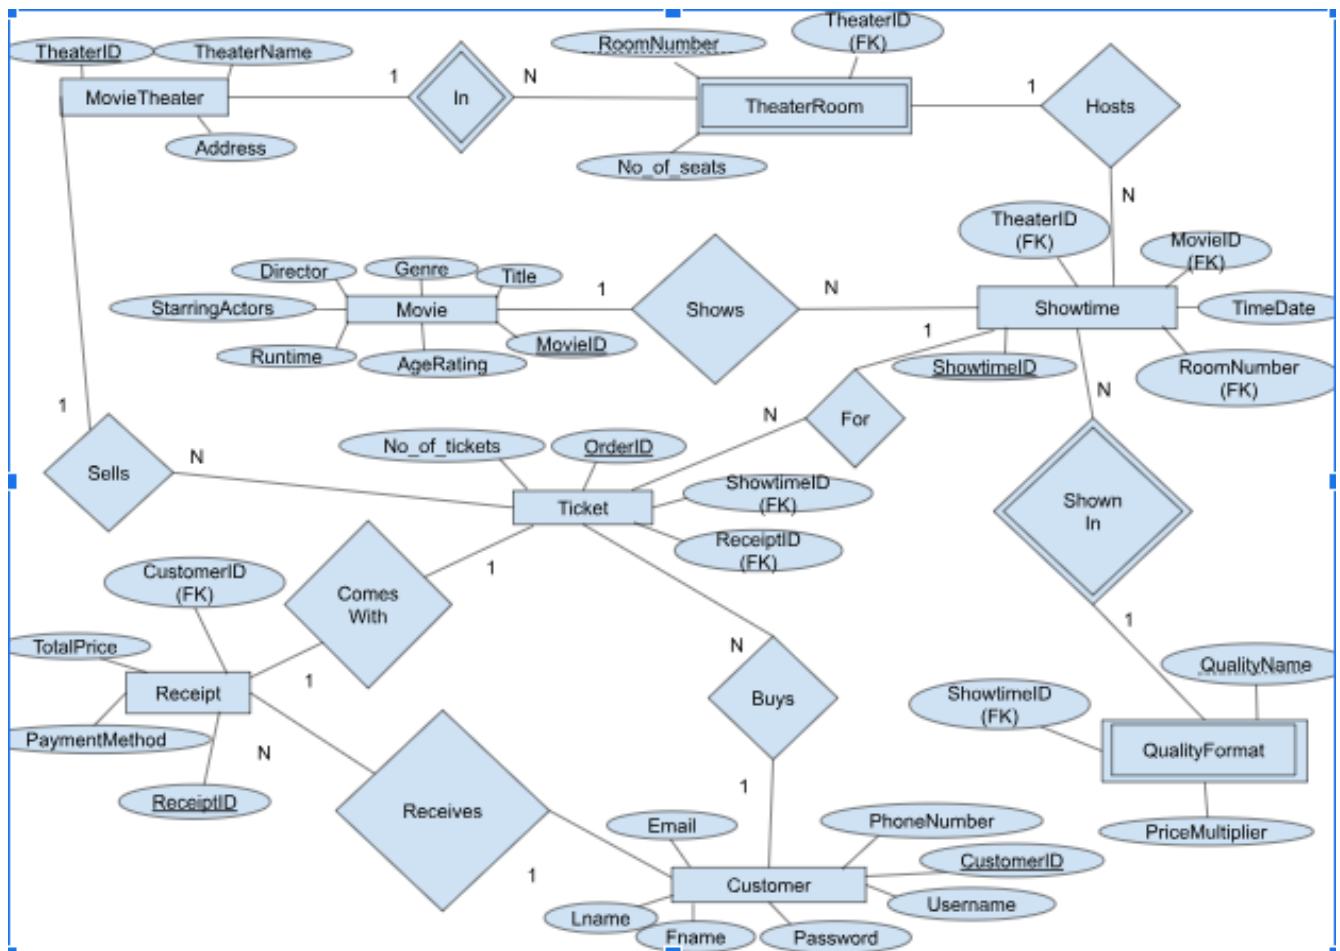 TheaterID
TheaterName
MovieTheater
Address
1
In
N
RoomNumber
TheaterID
(FK)
TheaterRoom
No_of_seats
1
Hosts
N
TheaterID
(FK)
MovieID
(FK)
Showtime
TimeDate
RoomNumber
(FK)
ShowtimeID
Director
Genre
Title
StarringActors
Movie
Runtime
AgeRating
MovieID
1
Shows
N
1
For
N
1
Sells
N
No_of_tickets
OrderID
Ticket
ShowtimeID
(FK)
ReceiptID
(FK)
N
Shown
In
1
QualityName
ShowtimeID
(FK)
QualityFormat
PriceMultiplier
1
Comes
With
1
CustomerID
(FK)
TotalPrice
Receipt
PaymentMethod
ReceiptID
N
Receives
1
N
Buys
1
Email
PhoneNumber
CustomerID
Customer
Username
Lname
Fname
Password